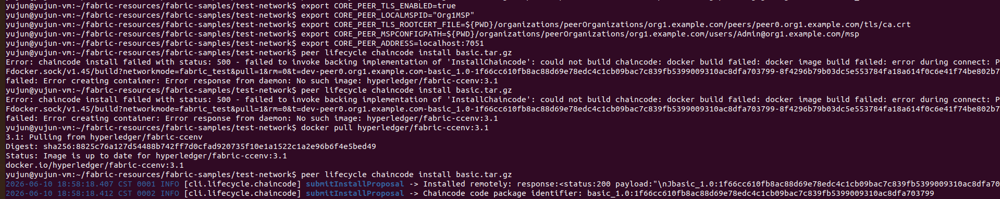 yujun@yujun-vm:~/fabric-resources/fabric-samples/test-network$ export CORE_PEER_TLS_ENABLED=true
yujun@yujun-vm:~/fabric-resources/fabric-samples/test-network$ export CORE_PEER_LOCALMSPID="Org1MSP"
yujun@yujun-vm:~/fabric-resources/fabric-samples/test-network$ export CORE_PEER_TLS_ROOTCERT_FILE=${PWD}/organizations/peerOrganizations/org1.example.com/peers/peer0.org1.example.com/tls/ca.crt
yujun@yujun-vm:~/fabric-resources/fabric-samples/test-network$ export CORE_PEER_MSPCONFIGPATH=${PWD}/organizations/peerOrganizations/org1.example.com/users/Admin@org1.example.com/msp
yujun@yujun-vm:~/fabric-resources/fabric-samples/test-network$ export CORE_PEER_ADDRESS=localhost:7051
yujun@yujun-vm:~/fabric-resources/fabric-samples/test-network$ peer lifecycle chaincode install basic.tar.gz
Error: chaincode install failed with status: 500 - failed to invoke backing implementation of 'InstallChaincode': could not build chaincode: docker build failed: docker image build failed: error during connect: P
Fdocker.sock/v1.45/build?networkmode=fabric_test&pull=1&rm=0&t=dev-peer0.org1.example.com-basic_1.0-1f66cc610fb8ac88d69e78edc4c1cb09bac7c839fb5399009310ac8dfa703799-8f4296b79b03dc5e553784fa18a614f0c6e41f74be802b7
failed: Error creating container: Error response from daemon: No such image: hyperledger/fabric-ccenv:3.1
yujun@yujun-vm:~/fabric-resources/fabric-samples/test-network$ peer lifecycle chaincode install basic.tar.gz
Error: chaincode install failed with status: 500 - failed to invoke backing implementation of 'InstallChaincode': could not build chaincode: docker build failed: docker image build failed: error during connect: P
Fdocker.sock/v1.45/build?networkmode=fabric_test&pull=1&rm=0&t=dev-peer0.org1.example.com-basic_1.0-1f66cc610fb8ac88d69e78edc4c1cb09bac7c839fb5399009310ac8dfa703799-8f4296b79b03dc5e553784fa18a614f0c6e41f74be802b7
failed: Error creating container: Error response from daemon: No such image: hyperledger/fabric-ccenv:3.1
yujun@yujun-vm:~/fabric-resources/fabric-samples/test-network$ docker pull hyperledger/fabric-ccenv:3.1
3.1: Pulling from hyperledger/fabric-ccenv
Digest: sha256:8825c76a127d54488b742ff7d0cfad920735f10e1a1522c1a2e96b6f4e5bed49
Status: Image is up to date for hyperledger/fabric-ccenv:3.1
docker.io/hyperledger/fabric-ccenv:3.1
yujun@yujun-vm:~/fabric-resources/fabric-samples/test-network$ peer lifecycle chaincode install basic.tar.gz
2026-06-10 18:58:18.407 CST 0001 INFO [cli.lifecycle.chaincode] submitInstallProposal -> Installed remotely: response:<status:200 payload:"\nJbasic_1.0:1f66cc610fb8ac88d69e78edc4c1cb09bac7c839fb5399009310ac8dfa70
2026-06-10 18:58:18.412 CST 0002 INFO [cli.lifecycle.chaincode] submitInstallProposal -> Chaincode code package identifier: basic_1.0:1f66cc610fb8ac88d69e78edc4c1cb09bac7c839fb5399009310ac8dfa703799